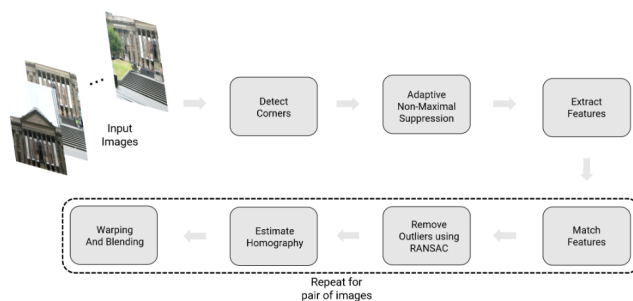 Input
Images
Detect
Corners
Adaptive
Non-Maximal
Suppression
Extract
Features
Match
Features
Remove
Outliers using
RANSAC
Estimate
Homography
Warping
And Blending
Repeat for
pair of images